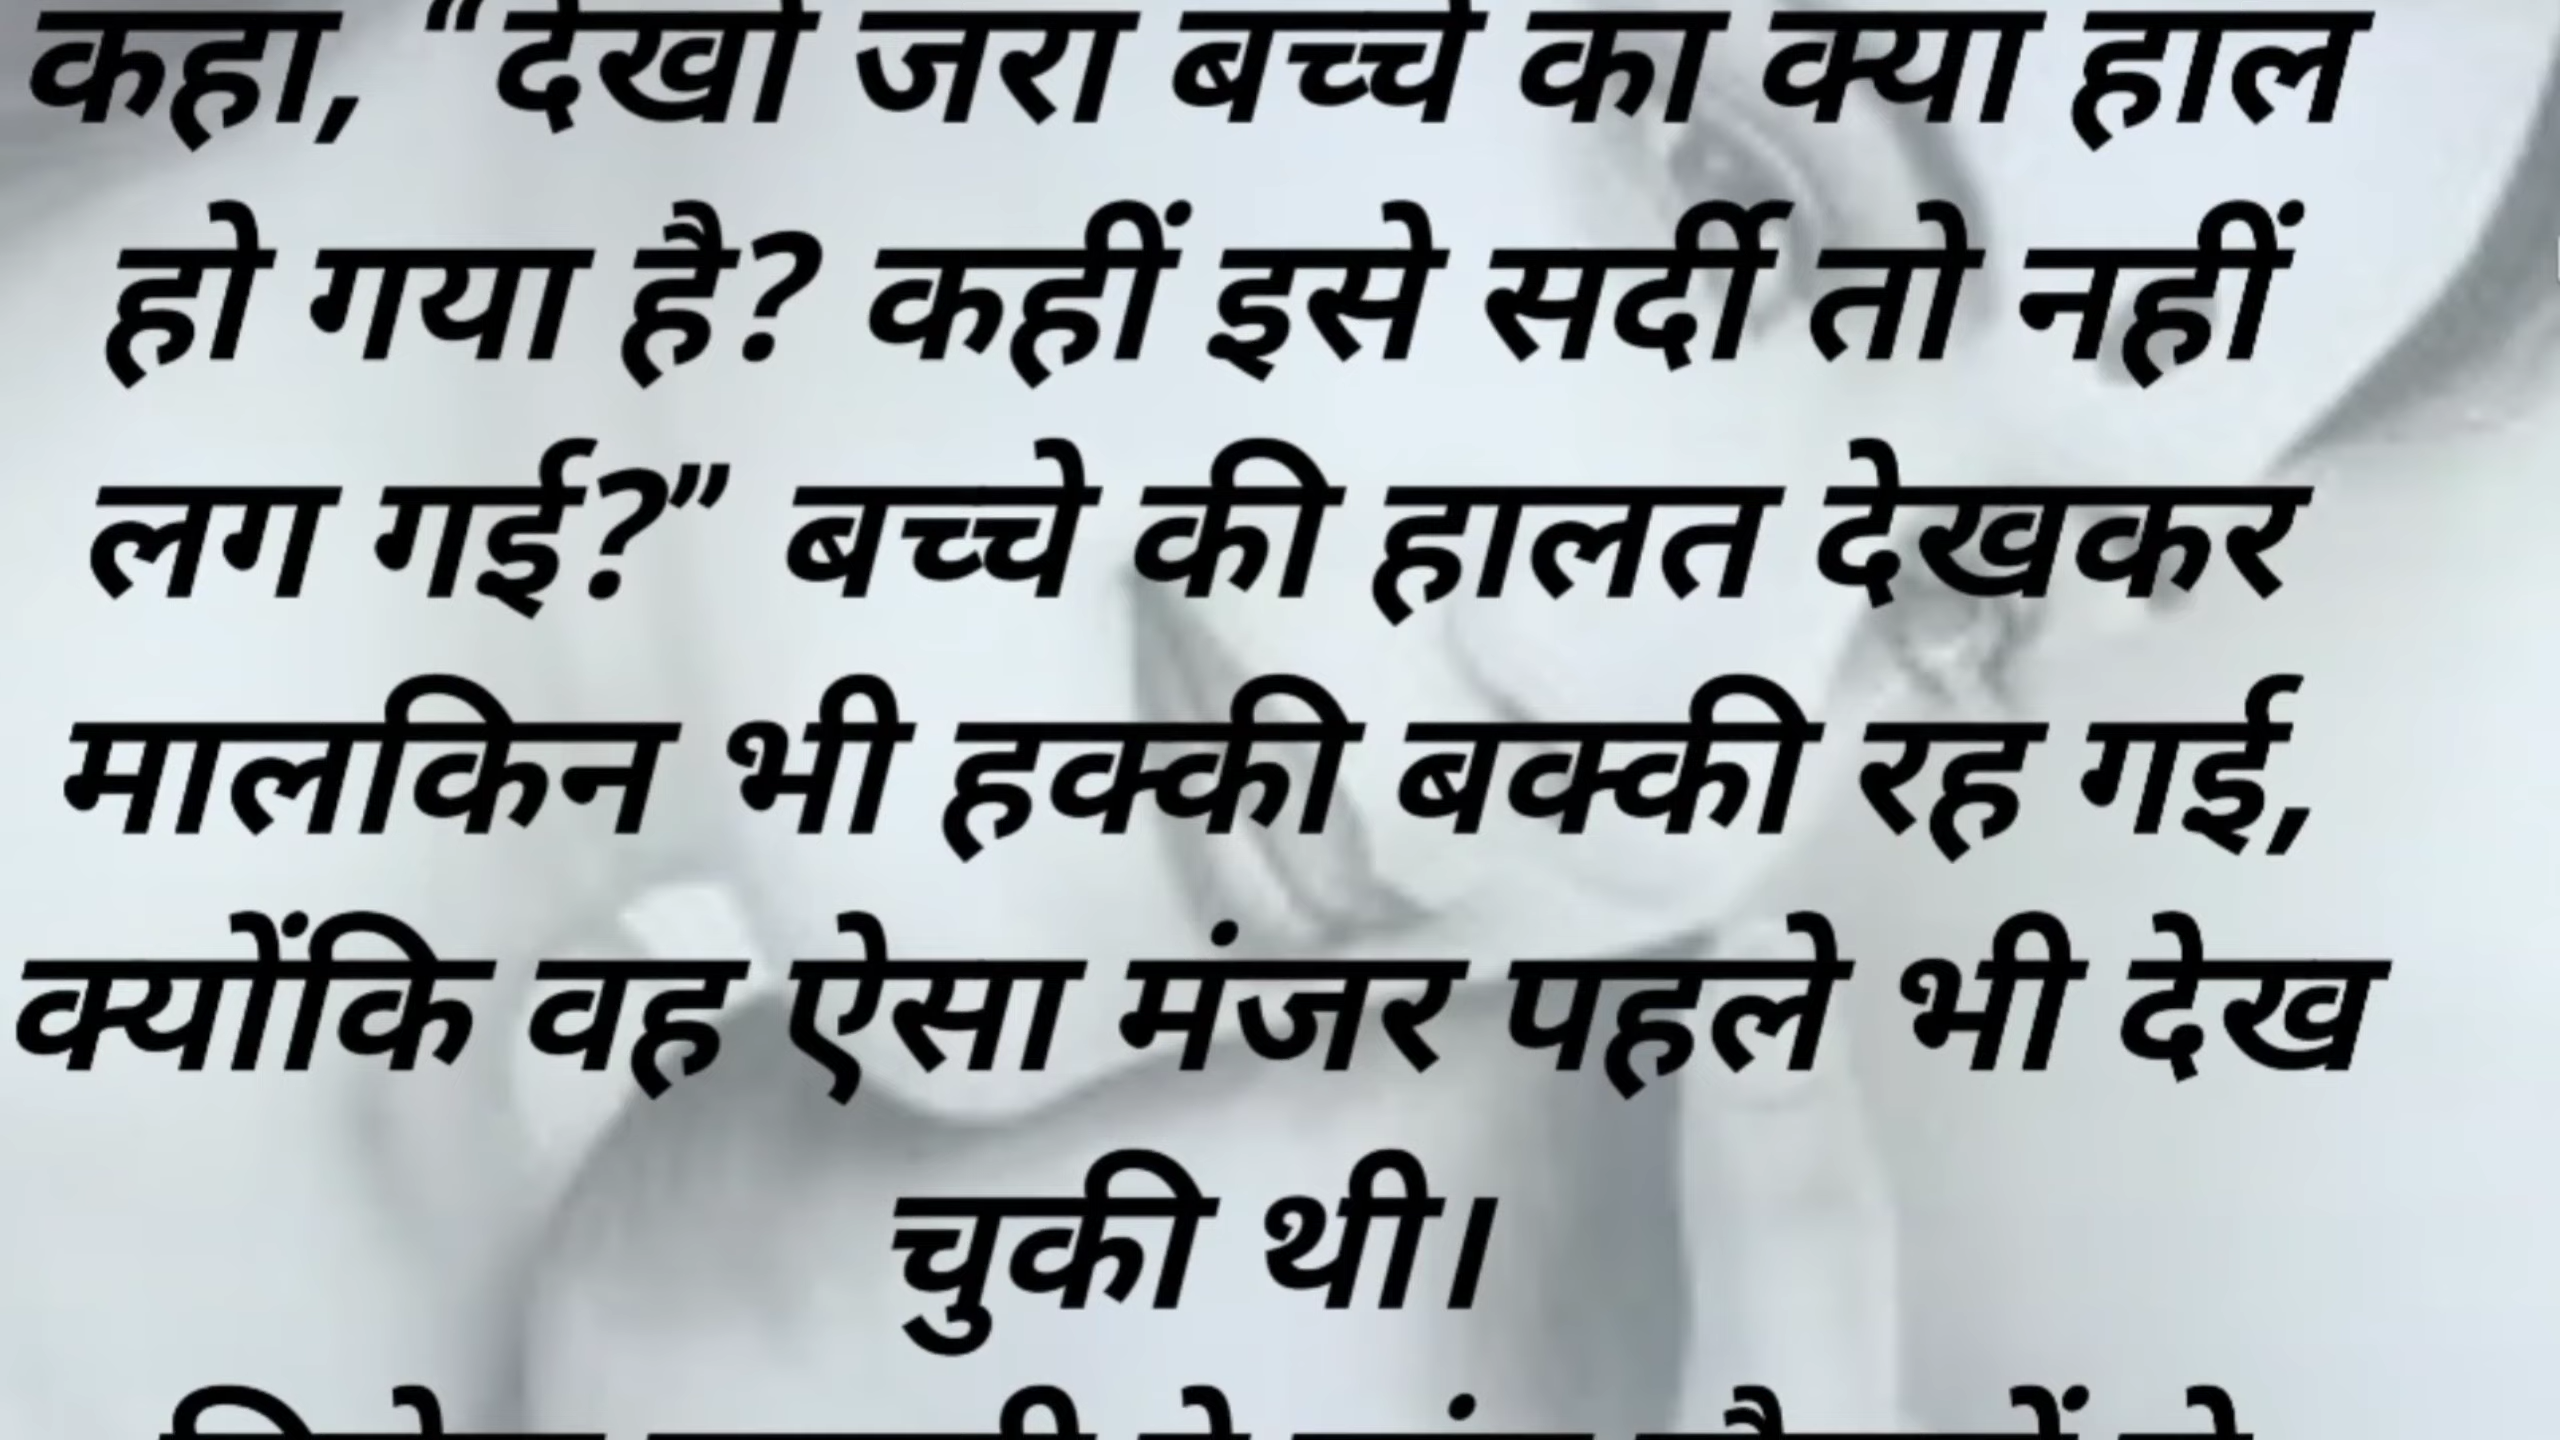 कहा, “देखो जरा बच्चे का क्या हाल
हो गया है? कहीं इसे सर्दी तो नहीं
लग गई?” बच्चे की हालत देखकर
मालकिन भी हक्की बक्की रह गई,
क्योंकि वह ऐसा मंजर पहले भी देख
चुकी थी।